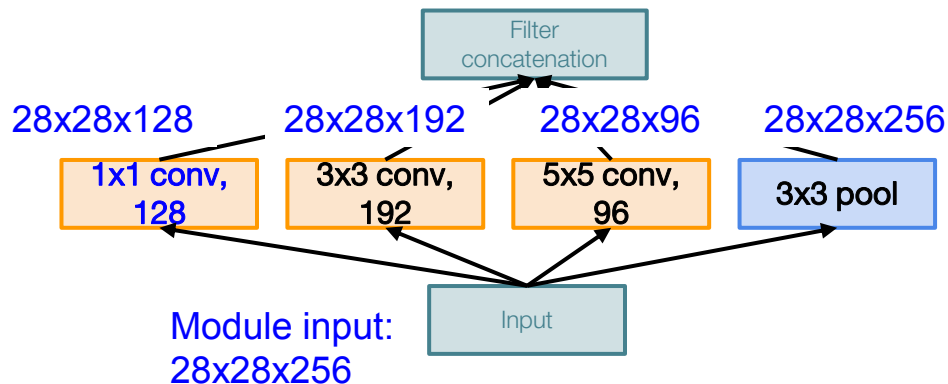 Filter
concatenation
28x28x128
28x28x192
28x28x96
28x28x256
1x1 conv,
128
3x3 conv,
192
5x5 conv,
96
3x3 pool
Input
Module input:
28x28x256